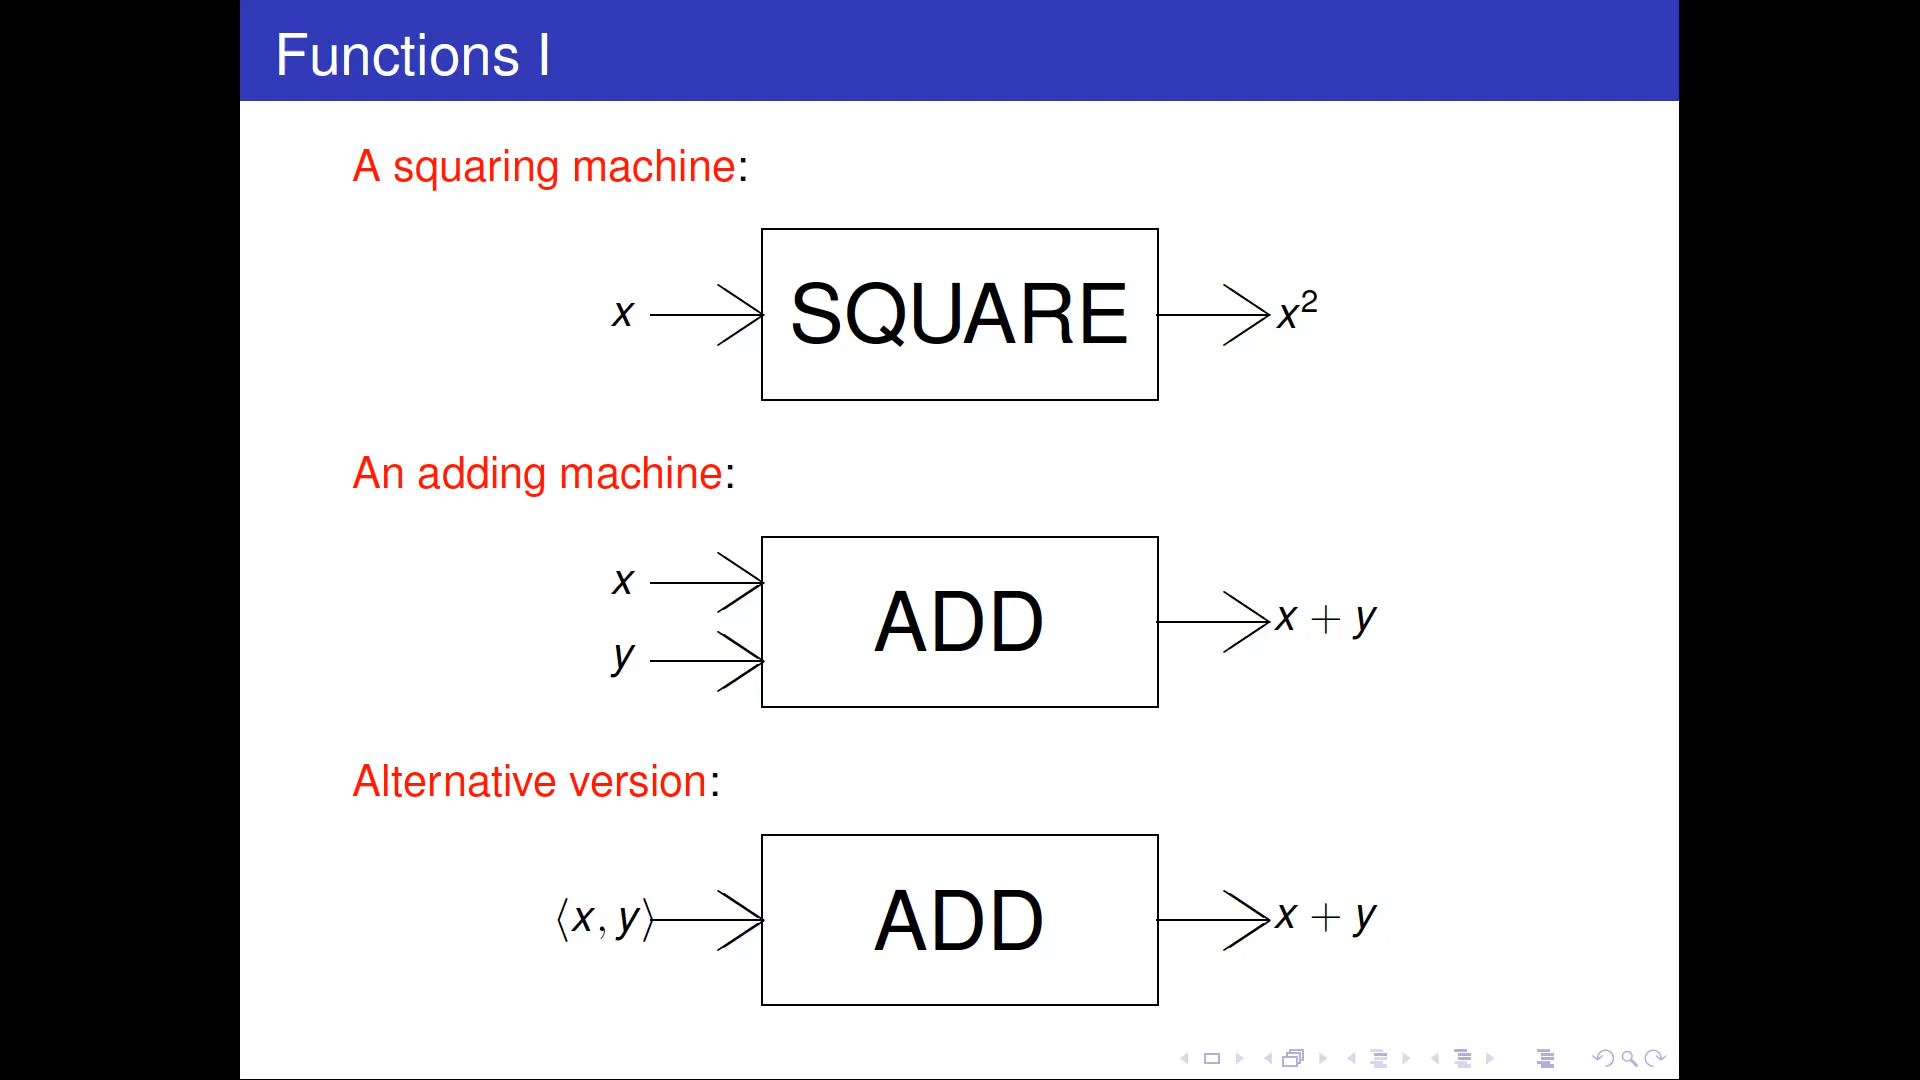 Functions I
A squaring machine:
x SQUARE x²
An adding machine:
x
ADD x + y
y
Alternative version:
⟨x, y⟩ ADD x + y